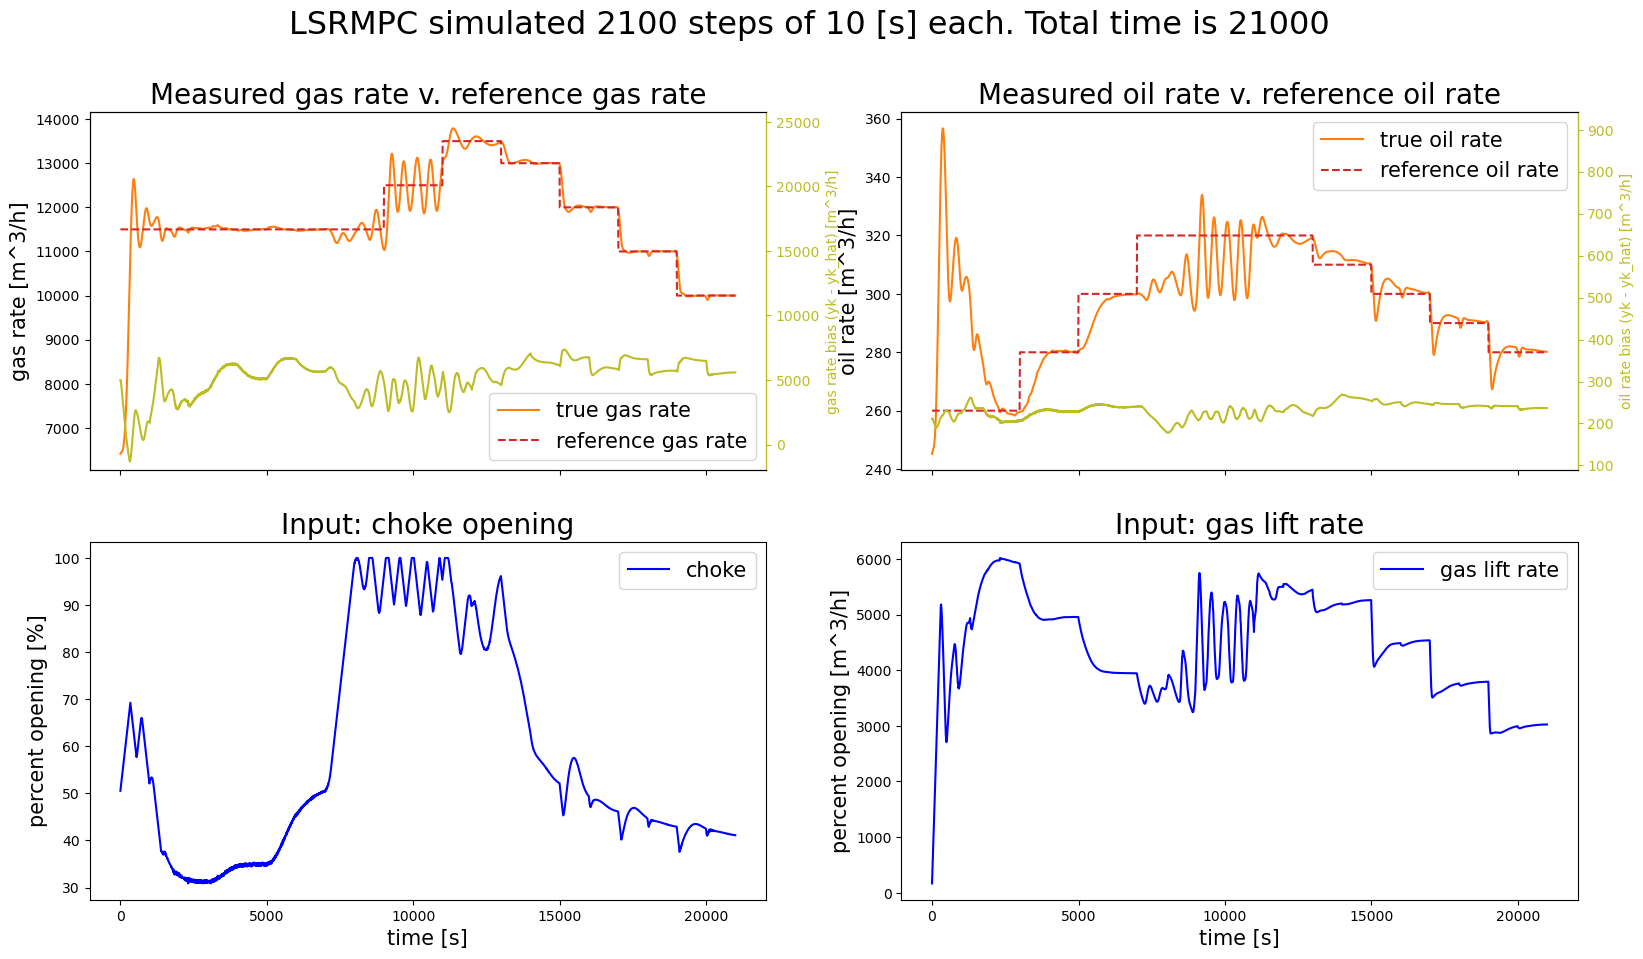 LSRMPC simulated 2100 steps of 10 [s] each. Total time is 21000
Measured gas rate v. reference gas rate
gas rate [m^3/h]
14000
13000
12000
11000
10000
9000
8000
7000
25000
20000
15000
10000
5000
0
gas rate bias (yk - yk_hat) [m^3/h]
true gas rate
reference gas rate
Measured oil rate v. reference oil rate
oil rate [m^3/h]
360
340
320
300
280
260
240
900
800
700
600
500
400
300
200
100
oil rate bias (yk - yk_hat) [m^3/h]
true oil rate
reference oil rate
Input: choke opening
percent opening [%]
100
90
80
70
60
50
40
30
choke
0
5000
10000
15000
20000
time [s]
Input: gas lift rate
percent opening [m^3/h]
6000
5000
4000
3000
2000
1000
0
gas lift rate
0
5000
10000
15000
20000
time [s]